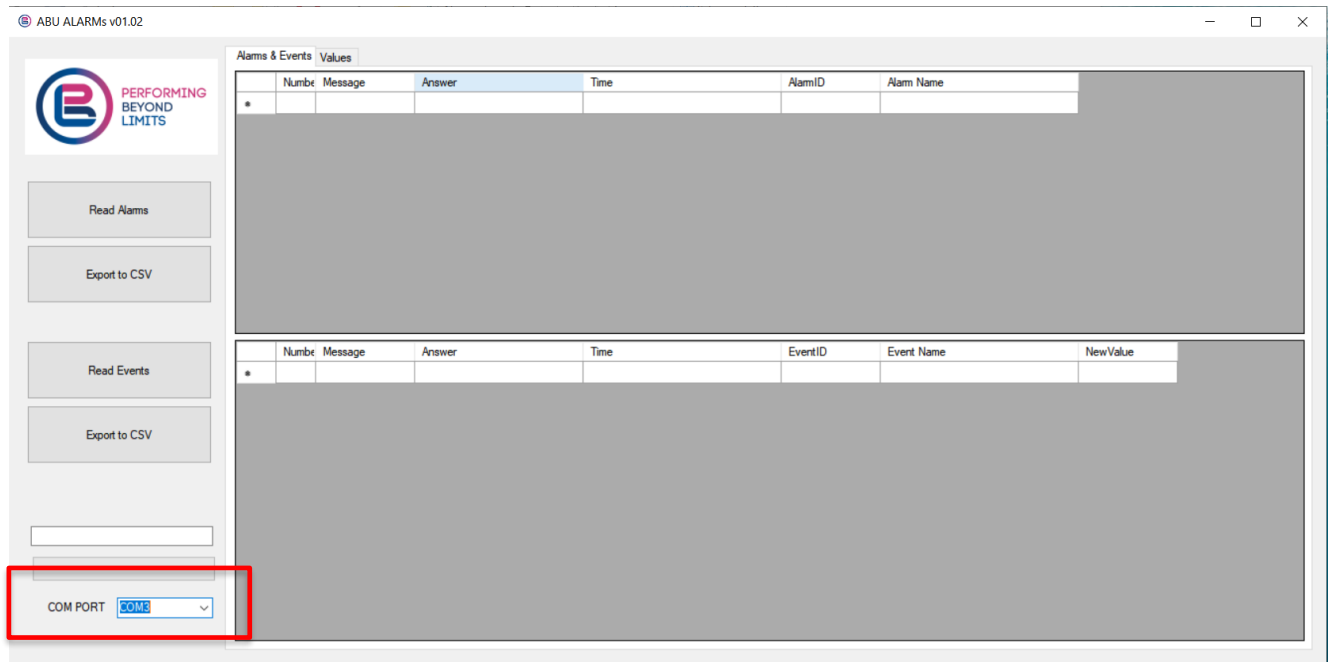 ABU ALARMs v01.02
PERFORMING
BEYOND
LIMITS
Read Alarms
Export to CSV
Read Events
Export to CSV
COM PORT COM3
Alarms & Events Values
Numbe Message Answer Time AlarmID Alarm Name
Numbe Message Answer Time EventID Event Name NewValue